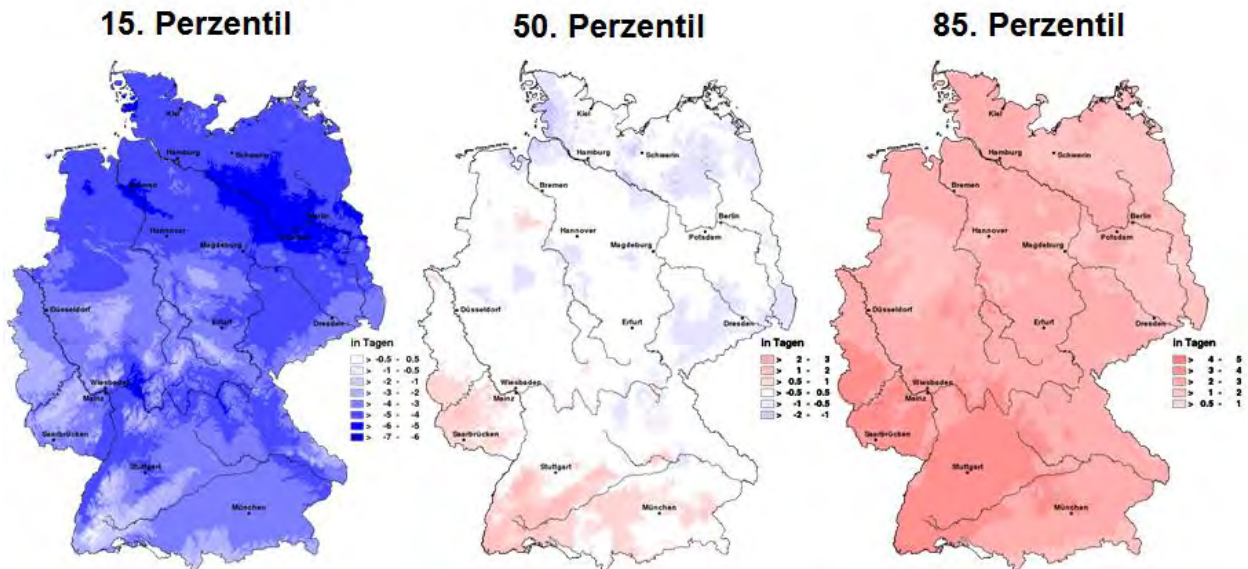 15. Perzentil
50. Perzentil
85. Perzentil
Kiel
Hamburg
Schwerin
Bremen
Berlin
Hannover
Magdeburg
Düsseldorf
Erfurt
Dresden
Wiesbaden
Mainz
Saarbrücken
Stuttgart
München
in Tagen
> -0.5 - 0.5
> -1 - -0.5
> -2 - -1
> -3 - -2
> -4 - -3
> -5 - -4
> -6 - -5
> -7 - -6
Kiel
Hamburg
Schwerin
Bremen
Berlin
Potsdam
Hannover
Magdeburg
Düsseldorf
Erfurt
Dresden
Wiesbaden
Mainz
Saarbrücken
Stuttgart
München
in Tagen
> 2 - 3
> 1 - 2
> 0.5 - 1
> -0.5 - 0.5
> -1 - -0.5
> -2 - -1
Kiel
Hamburg
Schwerin
Bremen
Berlin
Potsdam
Hannover
Magdeburg
Düsseldorf
Erfurt
Dresden
Wiesbaden
Mainz
Saarbrücken
Stuttgart
München
in Tagen
> 4 - 5
> 3 - 4
> 2 - 3
> 1 - 2
> 0.5 - 1